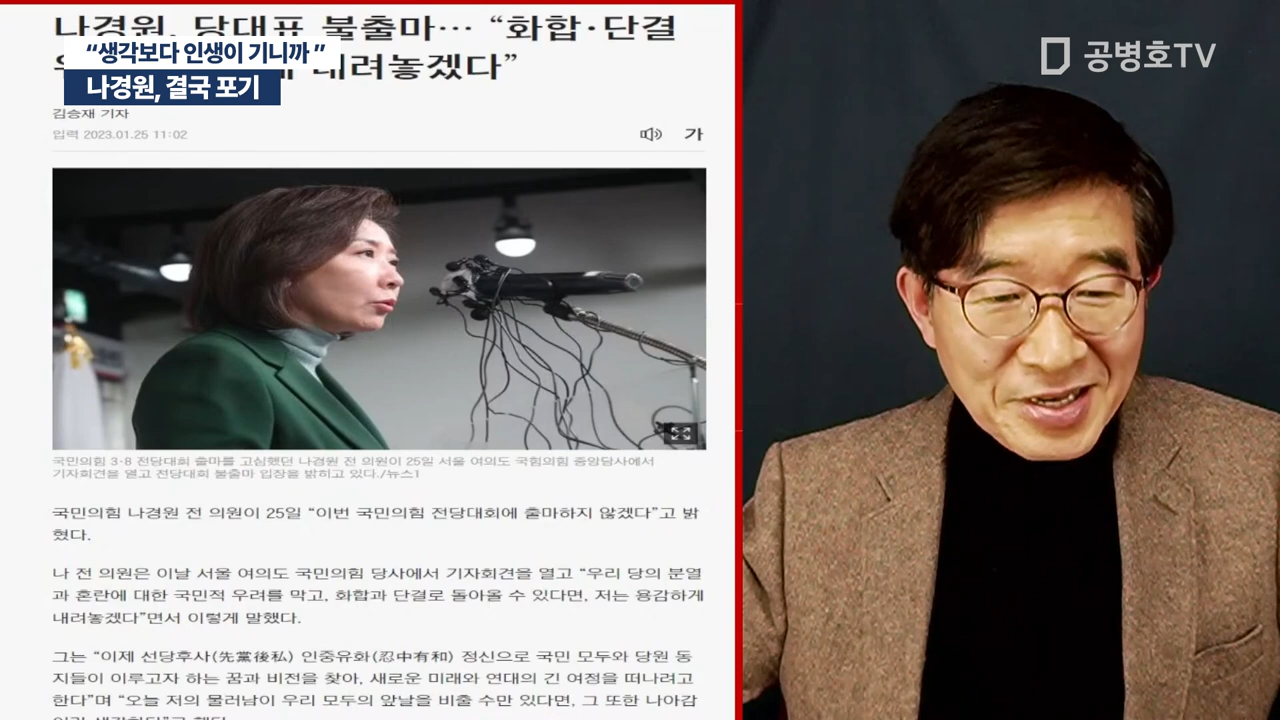 나경원, 당대표 불출마… “화합·단결
내려놓겠다”
“생각보다 인생이 기니까 ”
나경원, 결국 포기
공병호TV
김승재 기자
입력 2023.01.25 11:02
가
국민의힘 3·8 전당대회 출마를 고심했던 나경원 전 의원이 25일 서울 여의도 국힘의힘 중앙당사에서
기자회견을 열고 전당대회 불출마 입장을 밝히고 있다./뉴스1
국민의힘 나경원 전 의원이 25일 “이번 국민의힘 전당대회에 출마하지 않겠다”고 밝
혔다.
나 전 의원은 이날 서울 여의도 국민의힘 당사에서 기자회견을 열고 “우리 당의 분열
과 혼란에 대한 국민적 우려를 막고, 화합과 단결로 돌아올 수 있다면, 저는 용감하게
내려놓겠다”면서 이렇게 말했다.
그는 “이제 선당후사(先黨後私) 인중유화(忍中有和) 정신으로 국민 모두와 당원 동
지들이 이루고자 하는 꿈과 비전을 찾아, 새로운 미래와 연대의 긴 여정을 떠나려고
한다”며 “오늘 저의 물러남이 우리 모두의 앞날을 비출 수만 있다면, 그 또한 나아감